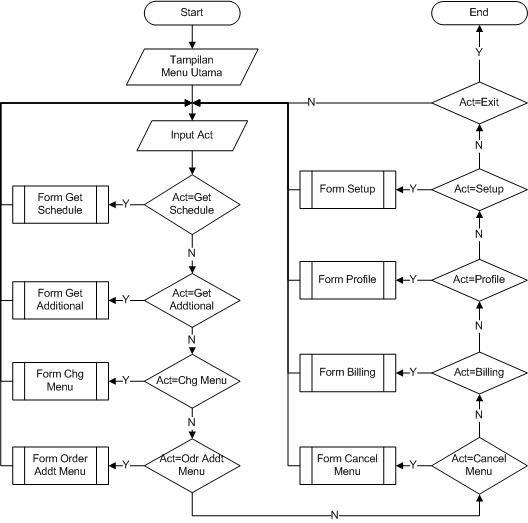 Start
Tampilan
Menu Utama
Input Act
Act=Get
Schedule
Y
Form Get
Schedule
N
Act=Get
Addtional
Y
Form Get
Additional
N
Act=Chg Menu
Y
Form Chg
Menu
N
Act=Odr Addt
Menu
Y
Form Order
Addt Menu
N
Act=Cancel
Menu
Y
Form Cancel
Menu
N
Act=Billing
Y
Form Billing
N
Act=Profile
Y
Form Profile
N
Act=Setup
Y
Form Setup
N
Act=Exit
N
Y
End